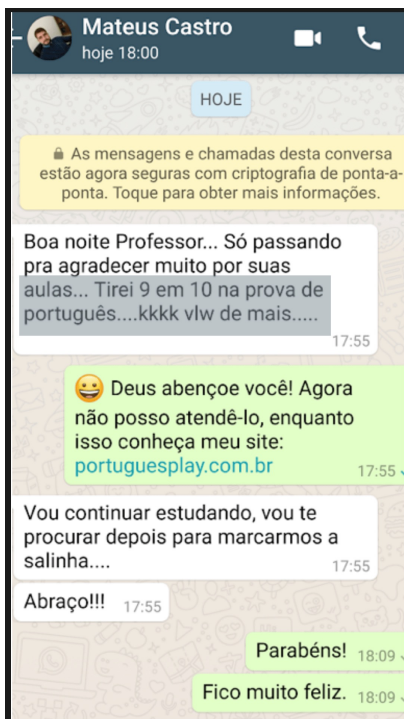 Mateus Castro
hoje 18:00
HOJE
As mensagens e chamadas desta conversa
estão agora seguras com criptografia de ponta-a-
ponta. Toque para obter mais informações.
Boa noite Professor... Só passando
pra agradecer muito por suas
aulas... Tirei 9 em 10 na prova de
português....kkkk vlw de mais.....
17:55
Deus abençoe você! Agora
não posso atendê-lo, enquanto
isso conheça meu site:
portuguesplay.com.br
17:55
Vou continuar estudando, vou te
procurar depois para marcarmos a
salinha....
17:55
Abraço!!! 17:55
Parabéns! 18:09
Fico muito feliz. 18:09